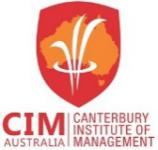 CIM
AUSTRALIA
CANTERBURY
INSTITUTE OF
MANAGEMENT